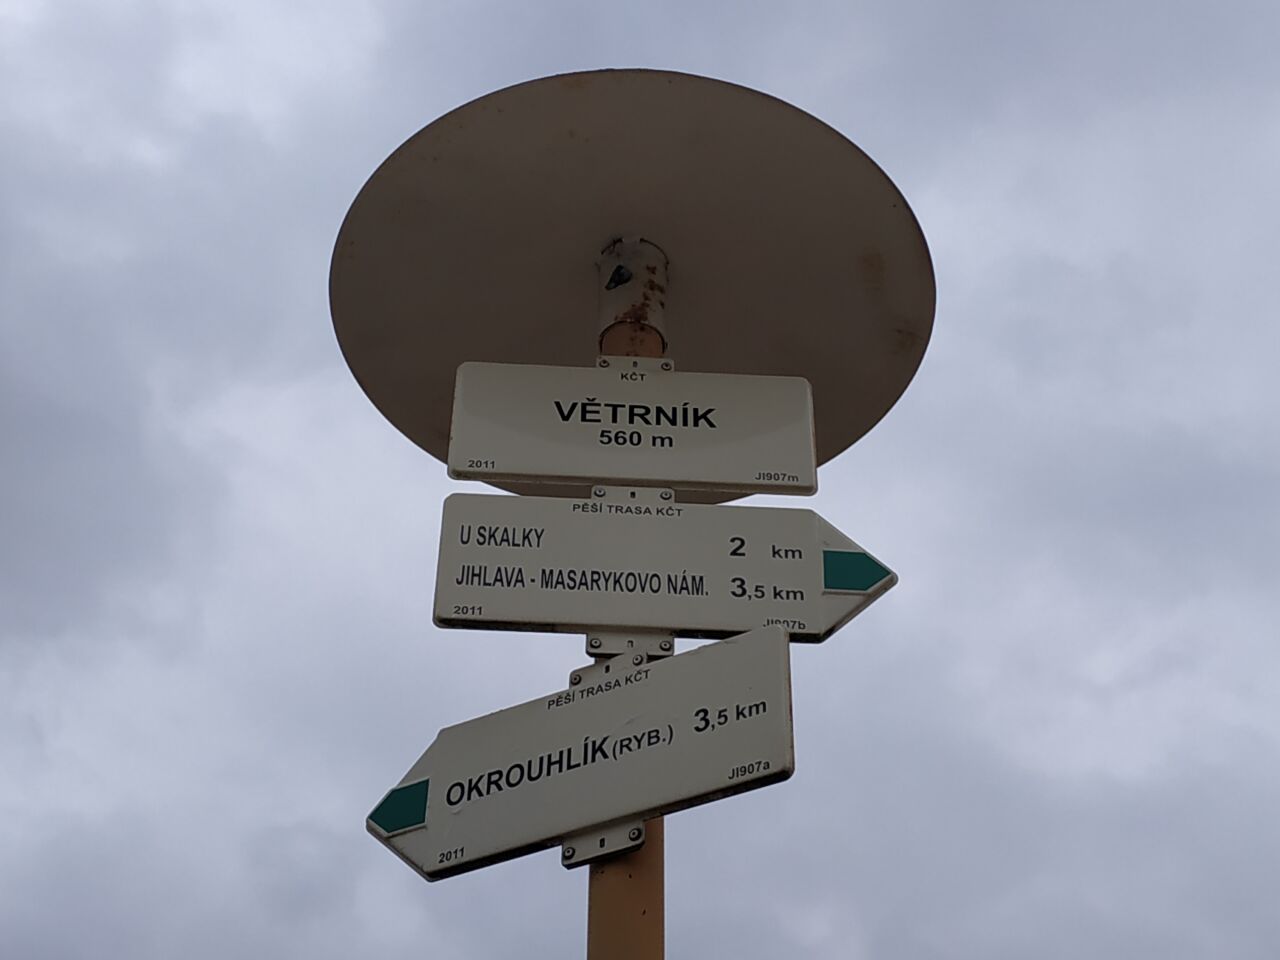 KČT
VĚTRNÍK
560 m
2011 JI907m
PĚŠÍ TRASA KČT
U SKALKY 2 km
JIHLAVA - MASARYKOVO NÁM. 3,5 km
2011 JI907b
PĚŠÍ TRASA KČT
OKROUHLÍK (RYB.) 3,5 km
2011 JI907a